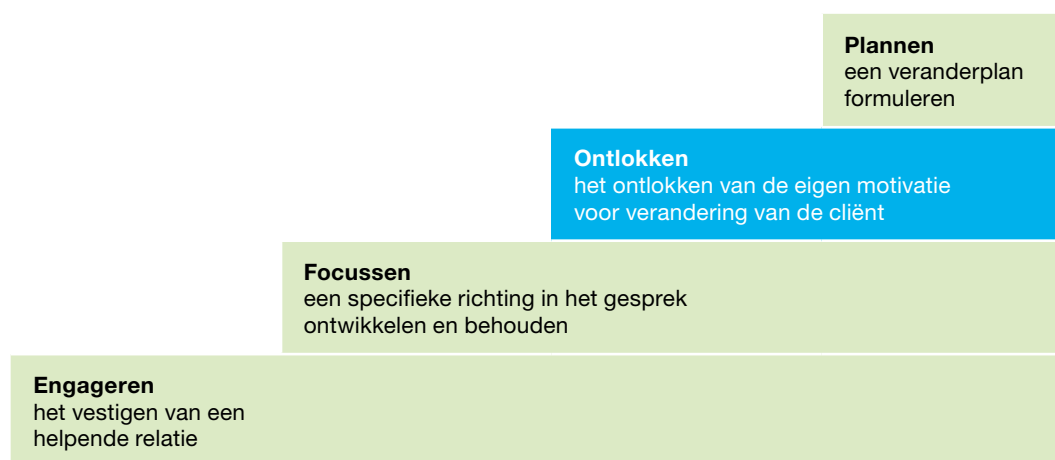 Plannen
een veranderplan
formuleren
Ontlokken
het ontlokken van de eigen motivatie
voor verandering van de cliënt
Focussen
een specifieke richting in het gesprek
ontwikkelen en behouden
Engageren
het vestigen van een
helpende relatie